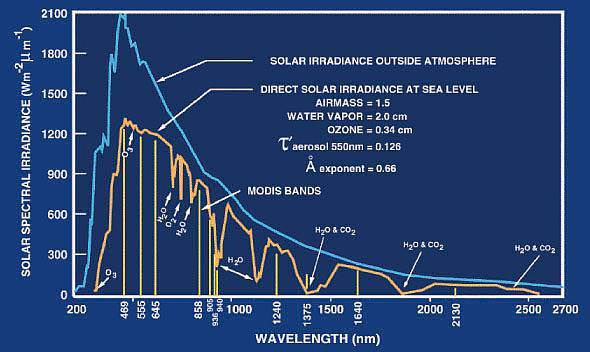 2100
1800
1500
1200
900
600
300
0
SOLAR SPECTRAL IRRADIANCE (Wm-2μm-1)
SOLAR IRRADIANCE OUTSIDE ATMOSPHERE
DIRECT SOLAR IRRADIANCE AT SEA LEVEL
AIRMASS = 1.5
WATER VAPOR = 2.0 cm
OZONE = 0.34 cm
τ′aerosol 550nm = 0.126
Å exponent = 0.66
MODIS BANDS
O3
O3
H2O
O2
H2O
H2O
H2O & CO2
H2O & CO2
H2O & CO2
200
469
555
645
858
905
936
940
1000
1240
1375
1500
1640
2000
2130
2500
2700
WAVELENGTH (nm)